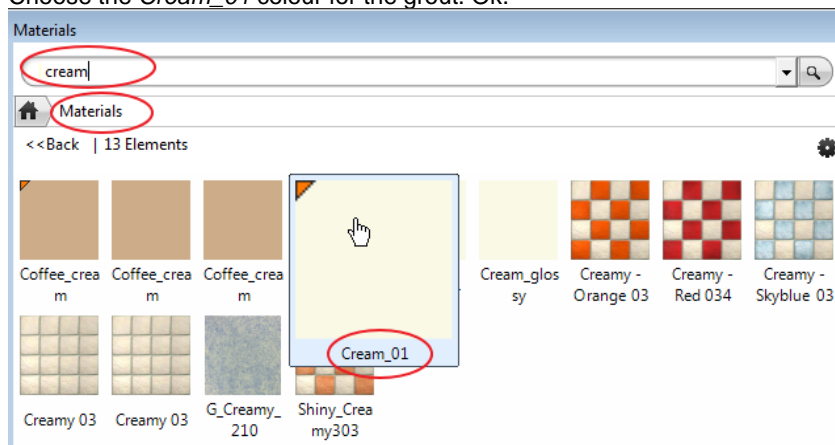 Choose the Cream_01 colour for the grout. Ok.
Materials
cream
Materials
<<Back | 13 Elements
Coffee_crea
m
Coffee_crea
m
Coffee_crea
m
Cream_01
Cream_glos
sy
Creamy -
Orange 03
Creamy -
Red 034
Creamy -
Skyblue 03
Creamy 03
Creamy 03
G_Creamy_
210
Shiny_Crea
my303